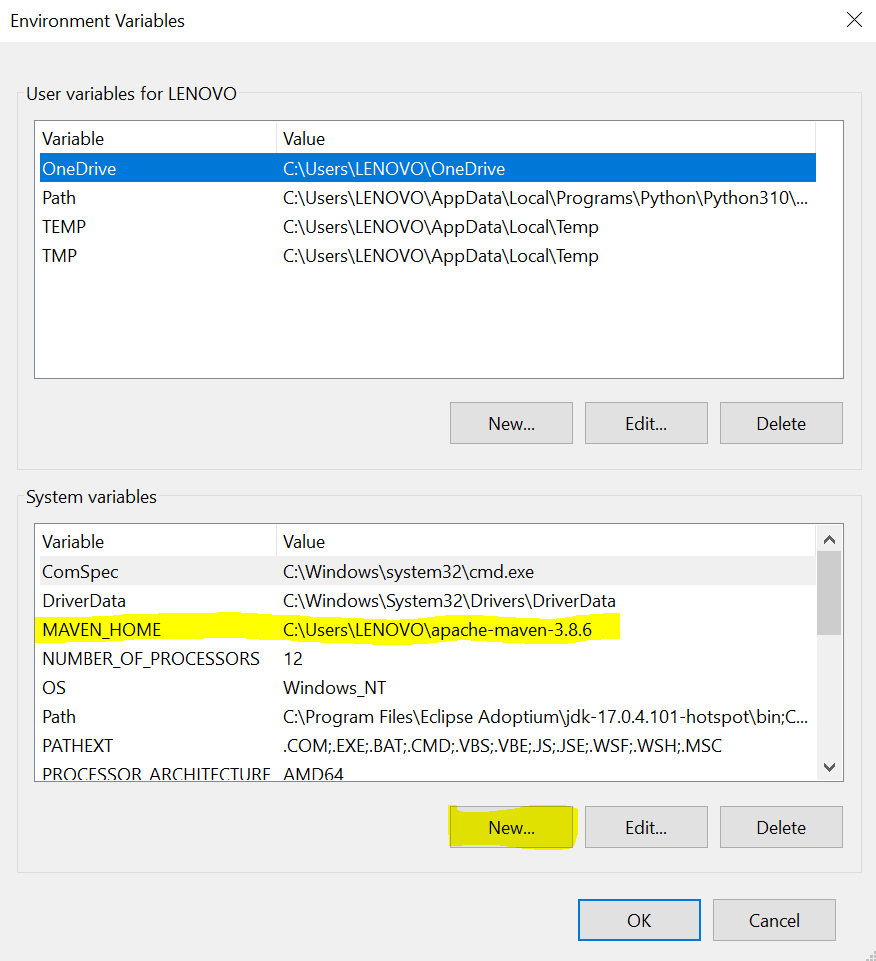 Environment Variables
User variables for LENOVO
Variable Value
OneDrive C:\Users\LENOVO\OneDrive
Path C:\Users\LENOVO\AppData\Local\Programs\Python\Python310\...
TEMP C:\Users\LENOVO\AppData\Local\Temp
TMP C:\Users\LENOVO\AppData\Local\Temp
New... Edit... Delete
System variables
Variable Value
ComSpec C:\Windows\system32\cmd.exe
DriverData C:\Windows\System32\Drivers\DriverData
MAVEN_HOME C:\Users\LENOVO\apache-maven-3.8.6
NUMBER_OF_PROCESSORS 12
OS Windows_NT
Path C:\Program Files\Eclipse Adoptium\jdk-17.0.4.101-hotspot\bin;C...
PATHEXT .COM;.EXE;.BAT;.CMD;.VBS;.VBE;.JS;.JSE;.WSF;.WSH;.MSC
PROCESSOR_ARCHITECTURE AMD64
New... Edit... Delete
OK Cancel